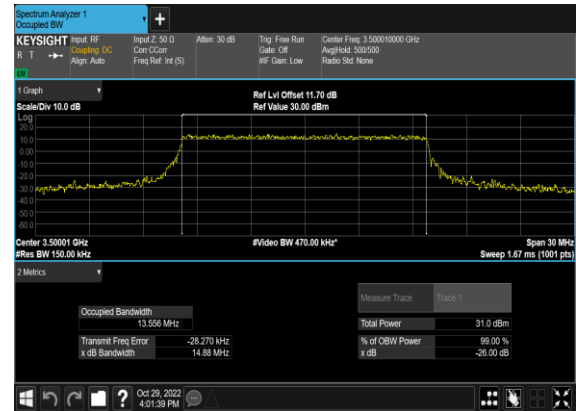 Spectrum Analyzer 1
Occupied BW
+
KEYSIGHT Input: RF Input Z: 50 Ω Atten: 30 dB Trig: Free Run Center Freq: 3.500010000 GHz
R T Coupling: DC Corr CCorr Gate: Off Avg|Hold: 500/500
Align: Auto Freq Ref: Int (S) #IF Gain: Low Radio Std: None
1 Graph
Ref Lvl Offset 11.70 dB
Scale/Div 10.0 dB Ref Value 30.00 dBm
Log
20.0
10.0
0.00
-10.0
-20.0
-30.0
-40.0
-50.0
-60.0
Center 3.50001 GHz #Video BW 470.00 kHz* Span 30 MHz
#Res BW 150.00 kHz Sweep 1.67 ms (1001 pts)
2 Metrics
Measure Trace Trace 1
Occupied Bandwidth
13.556 MHz
Total Power 31.0 dBm
Transmit Freq Error -28.270 kHz % of OBW Power 99.00 %
x dB Bandwidth 14.88 MHz x dB -26.00 dB
? Oct 29, 2022
4:01:39 PM